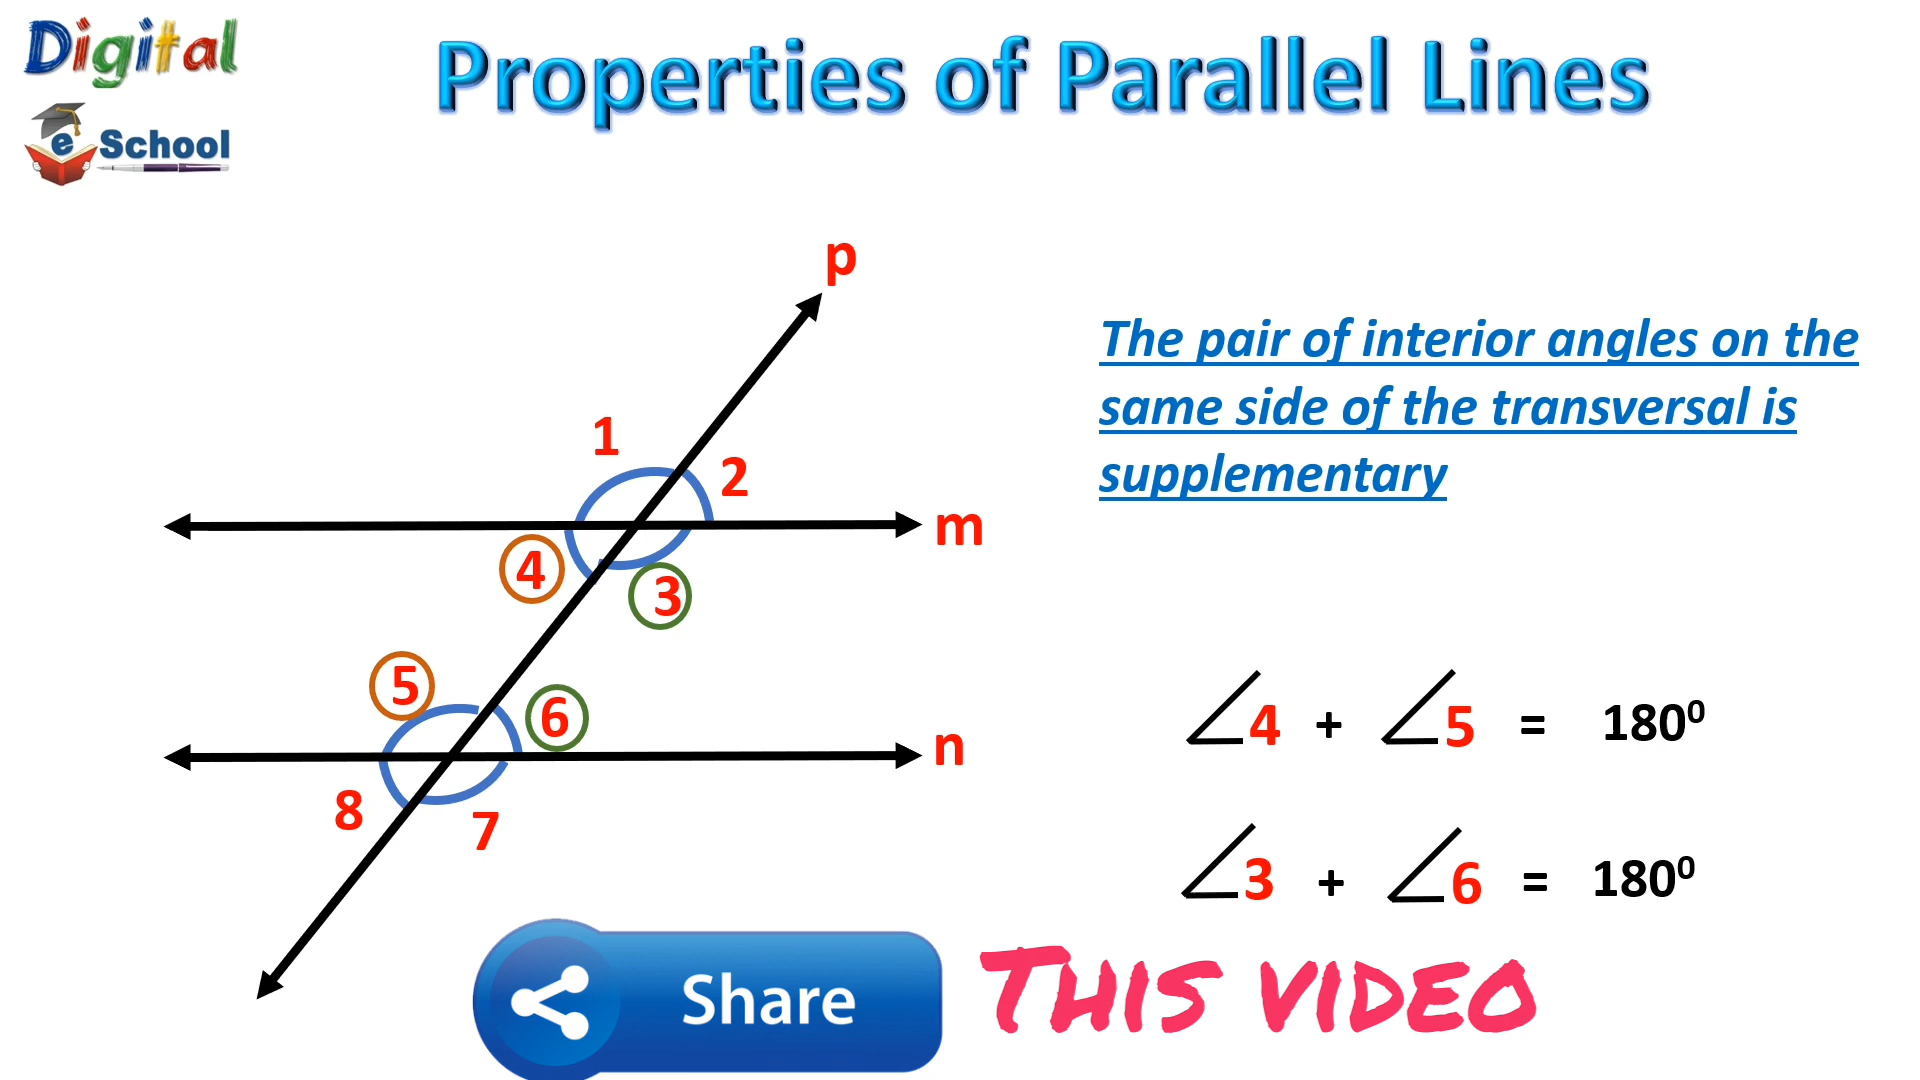 Digital
e School
Properties of Parallel Lines
p
1
2
m
4
3
5
6
n
8
7
The pair of interior angles on the
same side of the transversal is
supplementary
∠4 + ∠5 = 180⁰
∠3 + ∠6 = 180⁰
Share THIS VIDEO